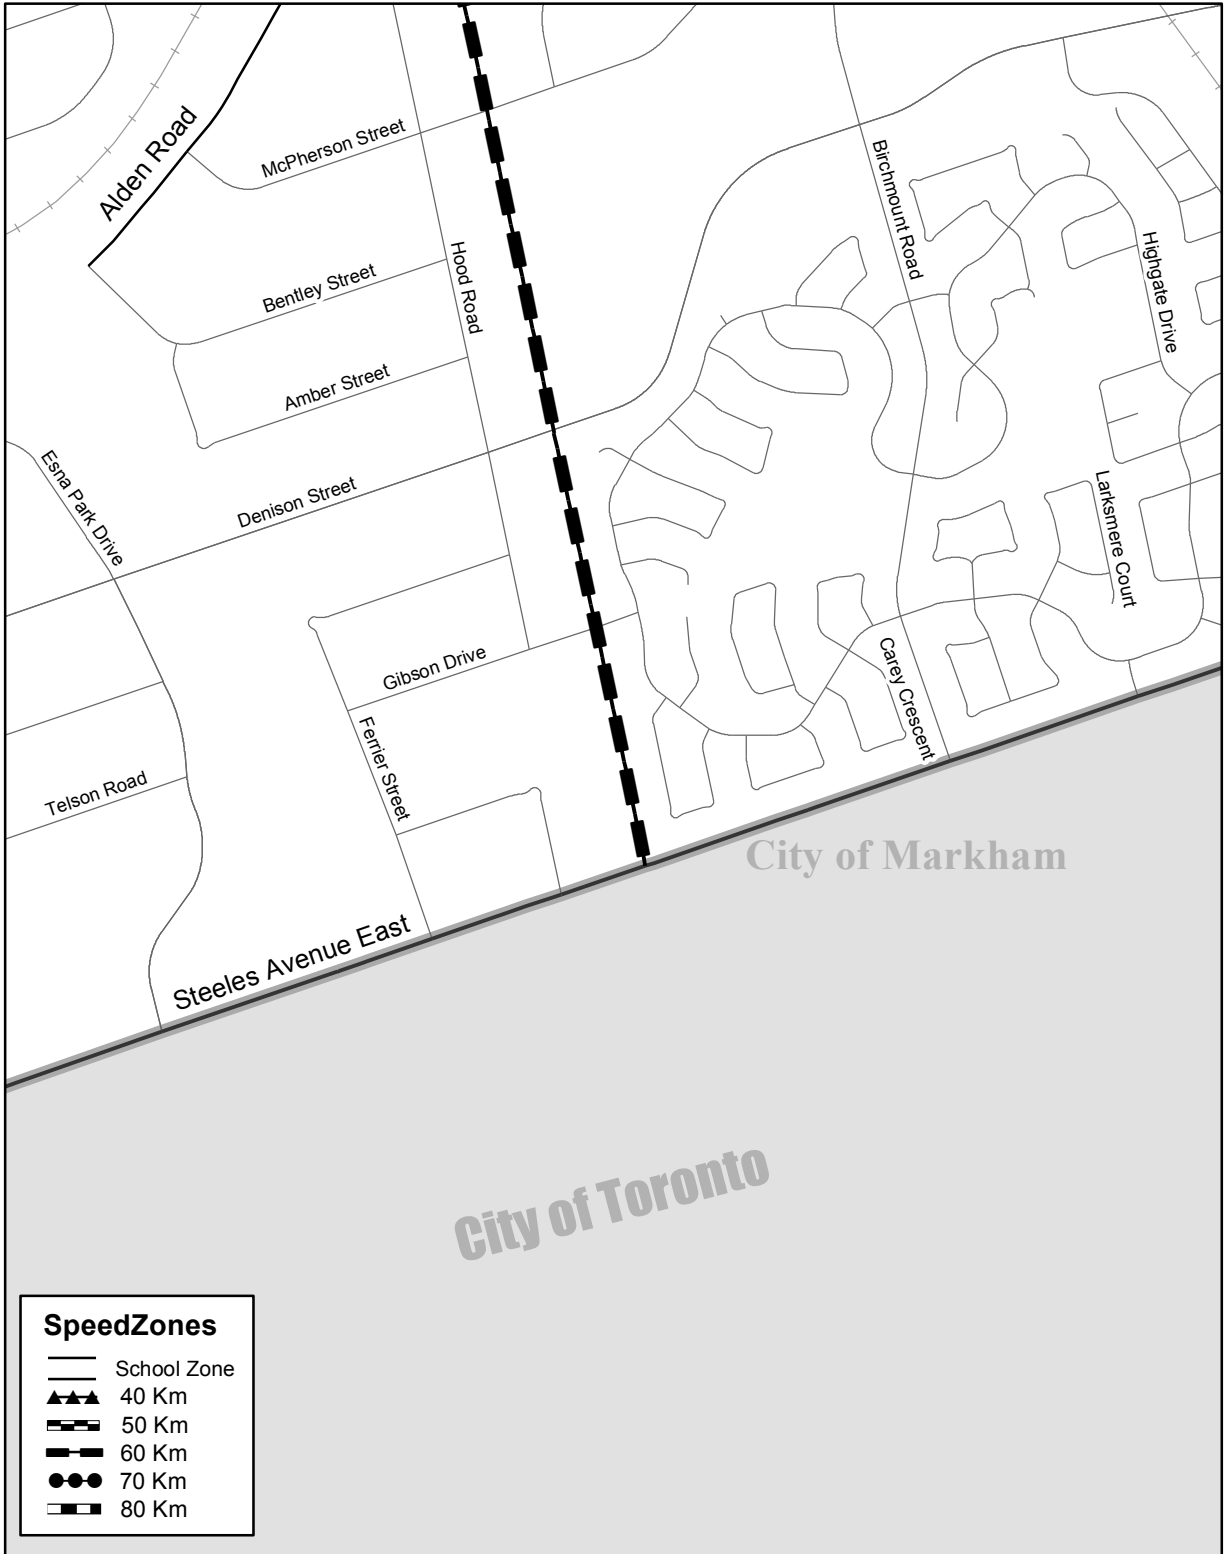 Alden Road
McPherson Street
Birchmount Road
Hood Road
Highgate Drive
Bentley Street
Amber Street
Esna Park Drive
Denison Street
Larksmere Court
Gibson Drive
Carey Crescent
Ferrier Street
Telson Road
City of Markham
Steeles Avenue East
City of Toronto
SpeedZones
School Zone
40 Km
50 Km
60 Km
70 Km
80 Km